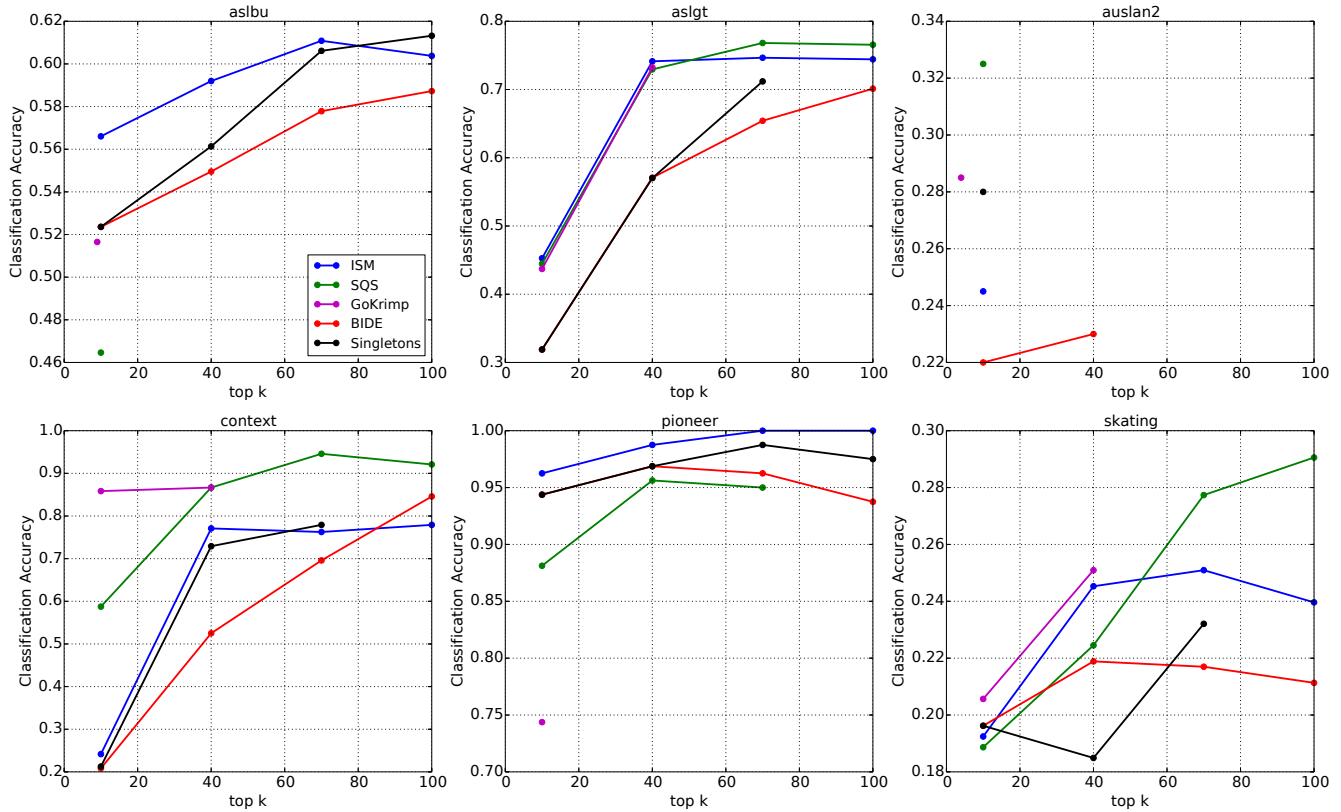 aslbu
Classification Accuracy
0.62
0.60
0.58
0.56
0.54
0.52
0.50
0.48
0.46
0 20 40 60 80 100
top k
ISM
SQS
GoKrimp
BIDE
Singletons
aslgt
Classification Accuracy
0.8
0.7
0.6
0.5
0.4
0.3
0 20 40 60 80 100
top k
auslan2
Classification Accuracy
0.34
0.32
0.30
0.28
0.26
0.24
0.22
0 20 40 60 80 100
top k
context
Classification Accuracy
1.0
0.9
0.8
0.7
0.6
0.5
0.4
0.3
0.2
0 20 40 60 80 100
top k
pioneer
Classification Accuracy
1.00
0.95
0.90
0.85
0.80
0.75
0.70
0 20 40 60 80 100
top k
skating
Classification Accuracy
0.30
0.28
0.26
0.24
0.22
0.20
0.18
0 20 40 60 80 100
top k